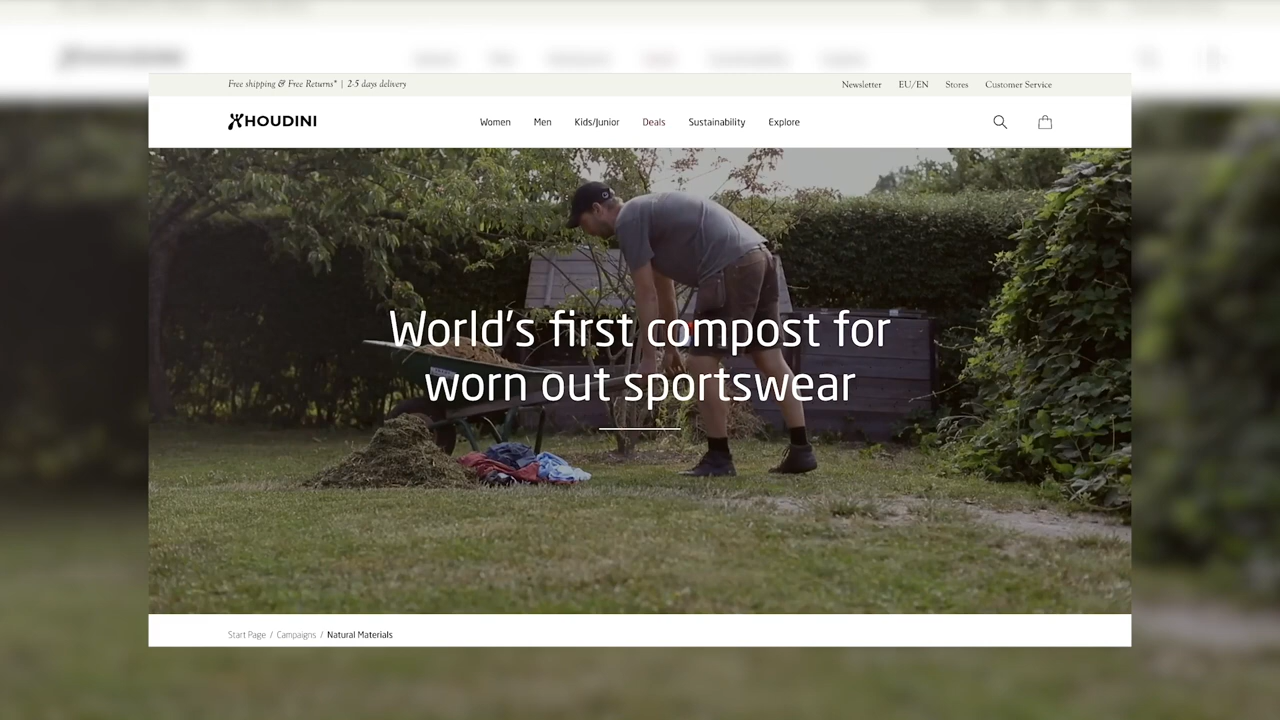 Free shipping & Free Returns* | 2-5 days delivery
Newsletter EU/EN Stores Customer Service
HOUDINI
Women Men Kids/Junior Deals Sustainability Explore
World's first compost for
worn out sportswear
Start Page / Campaigns / Natural Materials